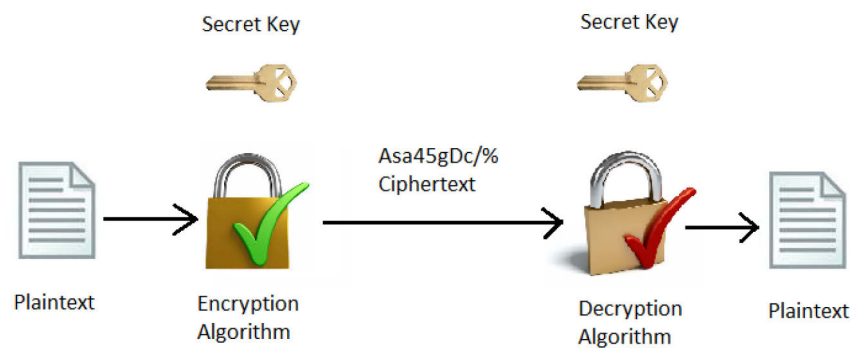 Secret Key
Secret Key
Asa45gDc/%
Ciphertext
Plaintext
Encryption
Algorithm
Decryption
Algorithm
Plaintext